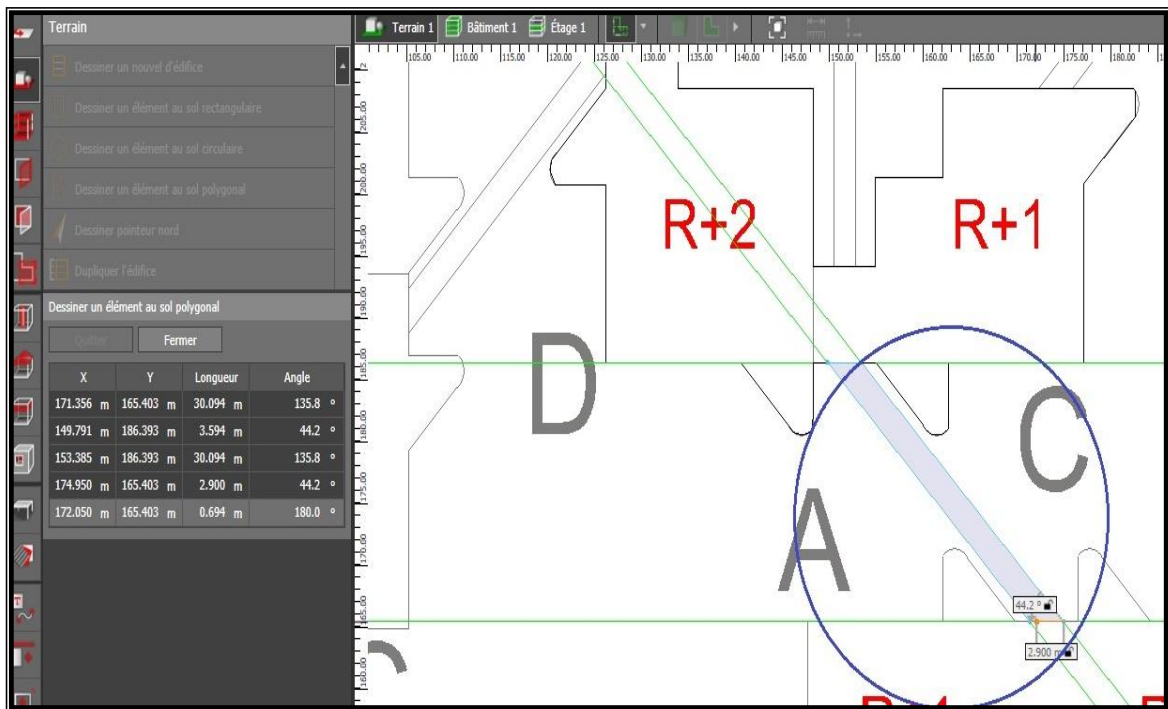 Terrain
Terrain 1 Bâtiment 1 Étage 1
Dessiner un nouvel d'édifice
Dessiner un élément au sol rectangulaire
Dessiner un élément au sol circulaire
Dessiner un élément au sol polygonal
Dessiner pointeur nord
Dupliquer l'édifice
Dessiner un élément au sol polygonal
Quitter Fermer
X Y Longueur Angle
171.356 m 165.403 m 30.094 m 135.8 °
149.791 m 186.393 m 3.594 m 44.2 °
153.385 m 186.393 m 30.094 m 135.8 °
174.950 m 165.403 m 2.900 m 44.2 °
172.050 m 165.403 m 0.694 m 180.0 °
105.00 110.00 115.00 120.00 125.00 130.00 135.00 140.00 145.00 150.00 155.00 160.00 165.00 170.00 175.00 180.00
205.00
200.00
195.00
190.00
185.00
180.00
175.00
170.00
165.00
160.00
R+2
R+1
D
C
A
44.2 °
2.900 m